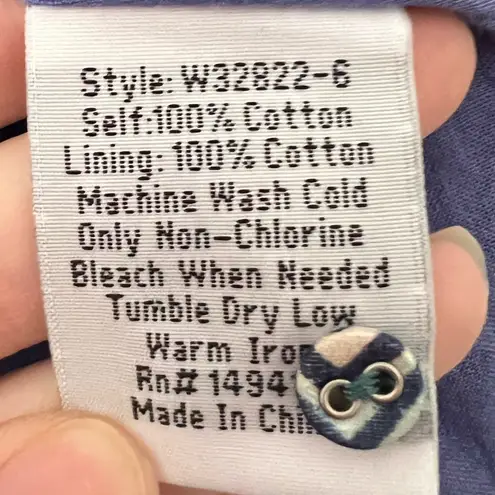 Style: W32822-6
Self:100% Cotton
Lining: 100% Cotton
Machine Wash Cold
Only Non-Chlorine
Bleach When Needed
Tumble Dry Low
Warm
Rn#
Made In